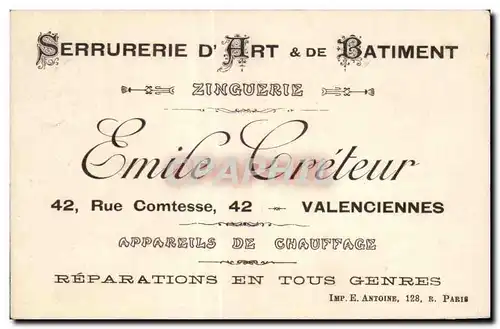 SERRURERIE D'ART & DE BATIMENT
ZINGUERIE
Emile Créteur
42, Rue Comtesse, 42 - VALENCIENNES
APPAREILS DE CHAUFFAGE
RÉPARATIONS EN TOUS GENRES
IMP. E. ANTOINE, 128, R. PARIS